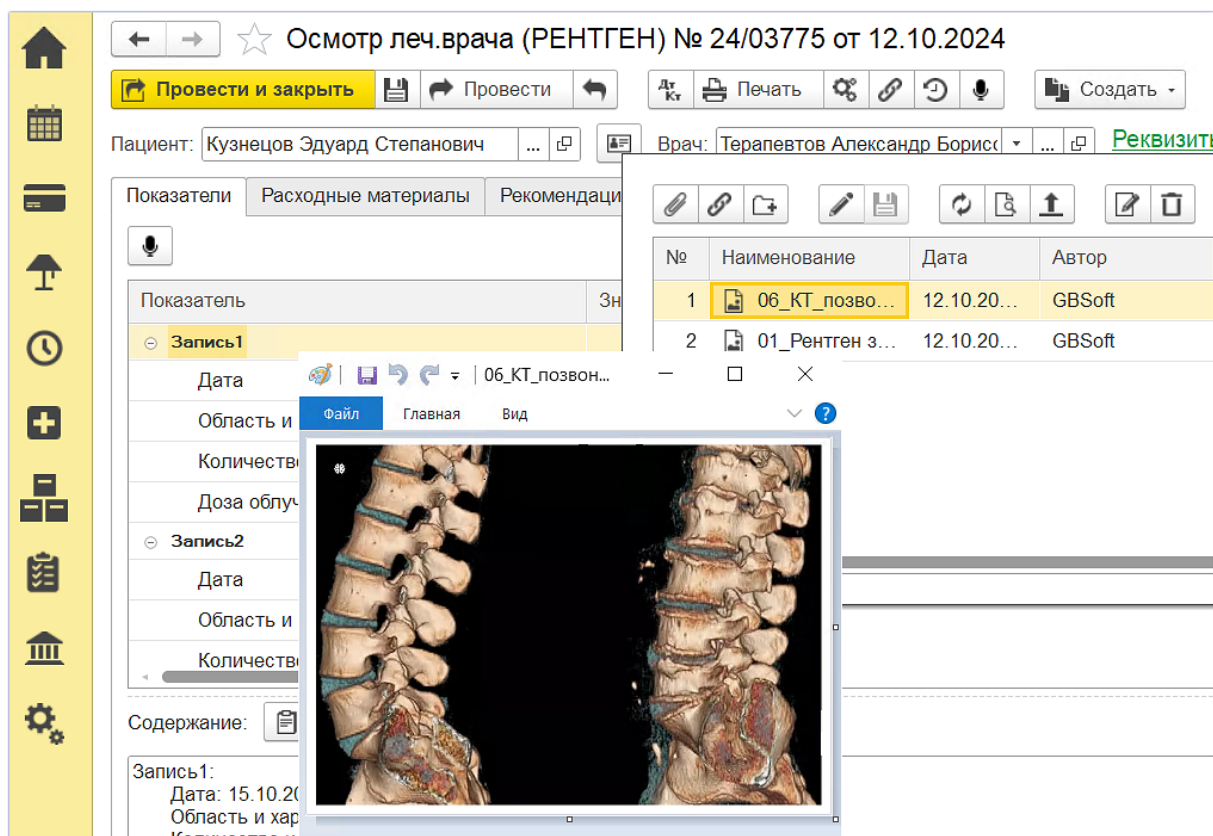 Осмотр леч.врача (РЕНТГЕН) № 24/03775 от 12.10.2024
Провести и закрыть Провести Дт Кт Печать Создать
Пациент: Кузнецов Эдуард Степанович ... Врач: Терапевтов Александр Борис ... Реквизиты
Показатели Расходные материалы Рекомендаци
№ Наименование Дата Автор
1 06_КТ_позво... 12.10.20... GBSoft
2 01_Рентген з... 12.10.20... GBSoft
Показатель Зн
Запись1
Дата
Область и
Количеств
Доза облуч
Запись2
Дата
Область и
Количеств
06_КТ_позвон...
Файл Главная Вид
Содержание:
Запись1:
Дата: 15.10.20
Область и хар